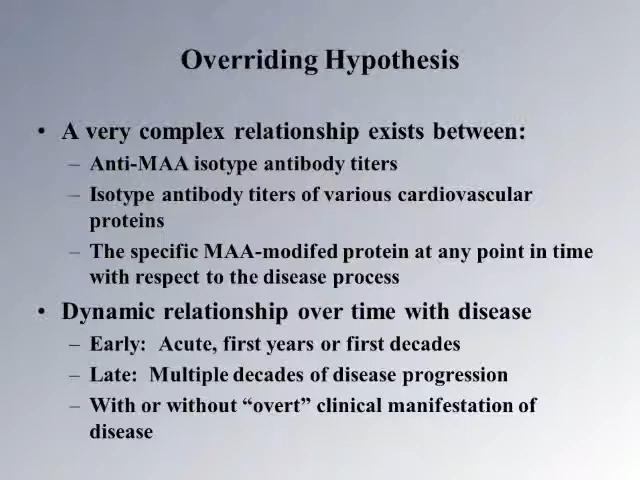 Overriding Hypothesis
• A very complex relationship exists between:
– Anti-MAA isotype antibody titers
– Isotype antibody titers of various cardiovascular
proteins
– The specific MAA-modifed protein at any point in time
with respect to the disease process
• Dynamic relationship over time with disease
– Early: Acute, first years or first decades
– Late: Multiple decades of disease progression
– With or without “overt” clinical manifestation of
disease